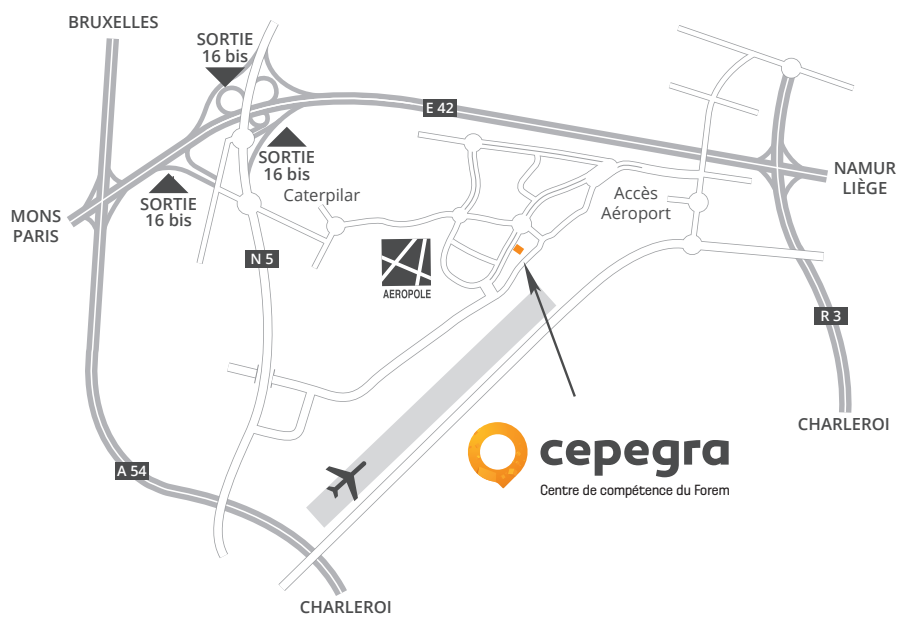 BRUXELLES
SORTIE
16 bis
E 42
SORTIE
16 bis
SORTIE
16 bis
Caterpilar
NAMUR
LIÈGE
Accès
Aéroport
MONS
PARIS
N 5
AEROPOLE
R 3
CHARLEROI
cepegra
Centre de compétence du Forem
A 54
CHARLEROI